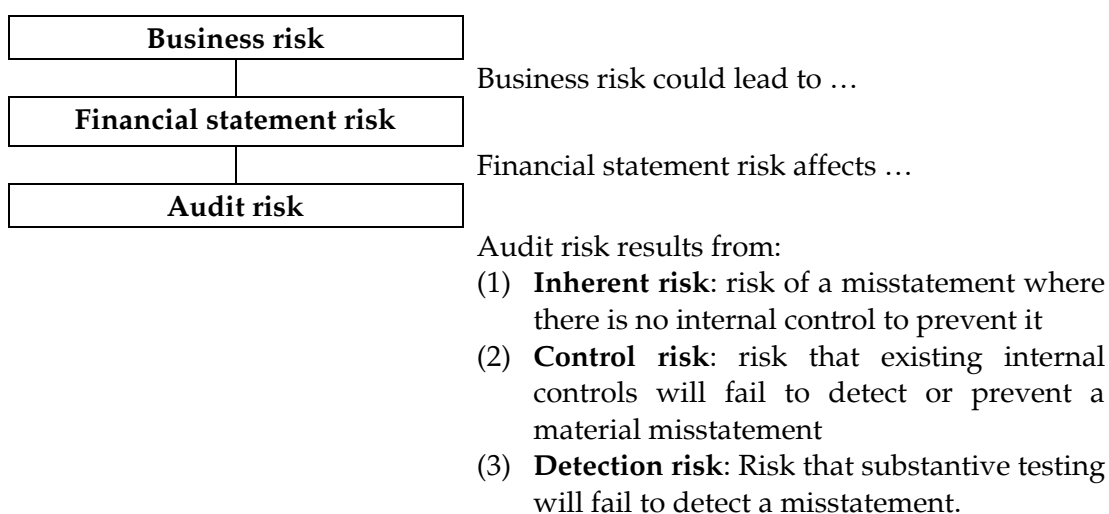 Business risk
Business risk could lead to …
Financial statement risk
Financial statement risk affects …
Audit risk
Audit risk results from:
(1) Inherent risk: risk of a misstatement where
there is no internal control to prevent it
(2) Control risk: risk that existing internal
controls will fail to detect or prevent a
material misstatement
(3) Detection risk: Risk that substantive testing
will fail to detect a misstatement.